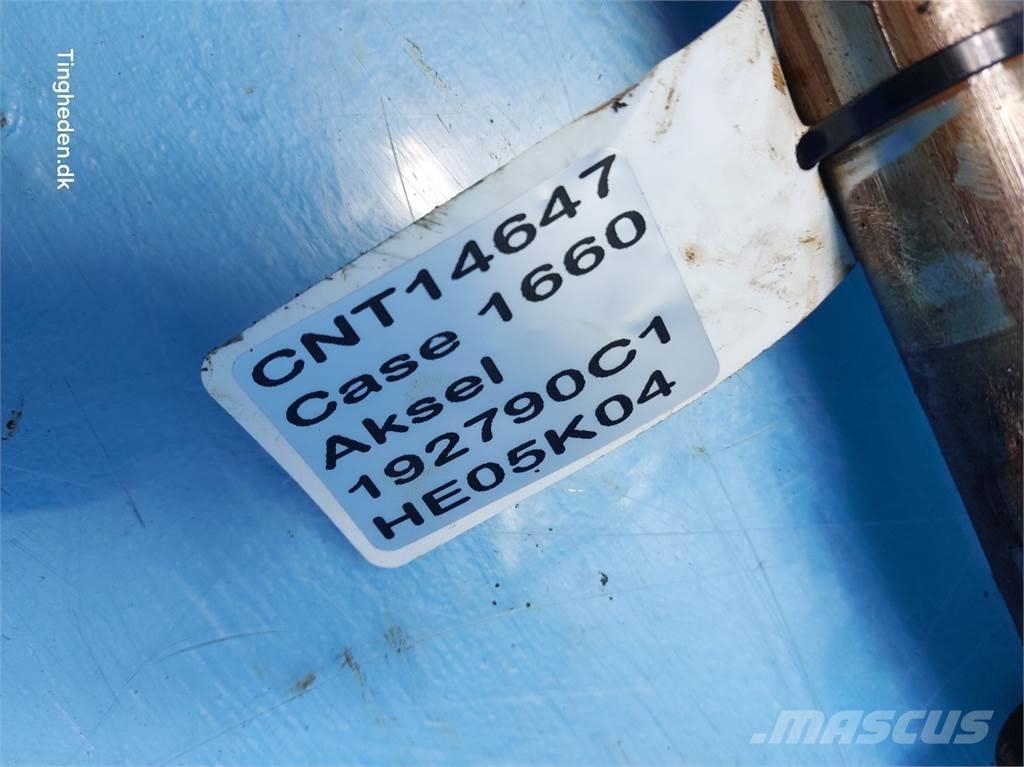 Tingheden.dk
CNT14647
Case 1660
Aksel
192790C1
HE05K04
MASCUS